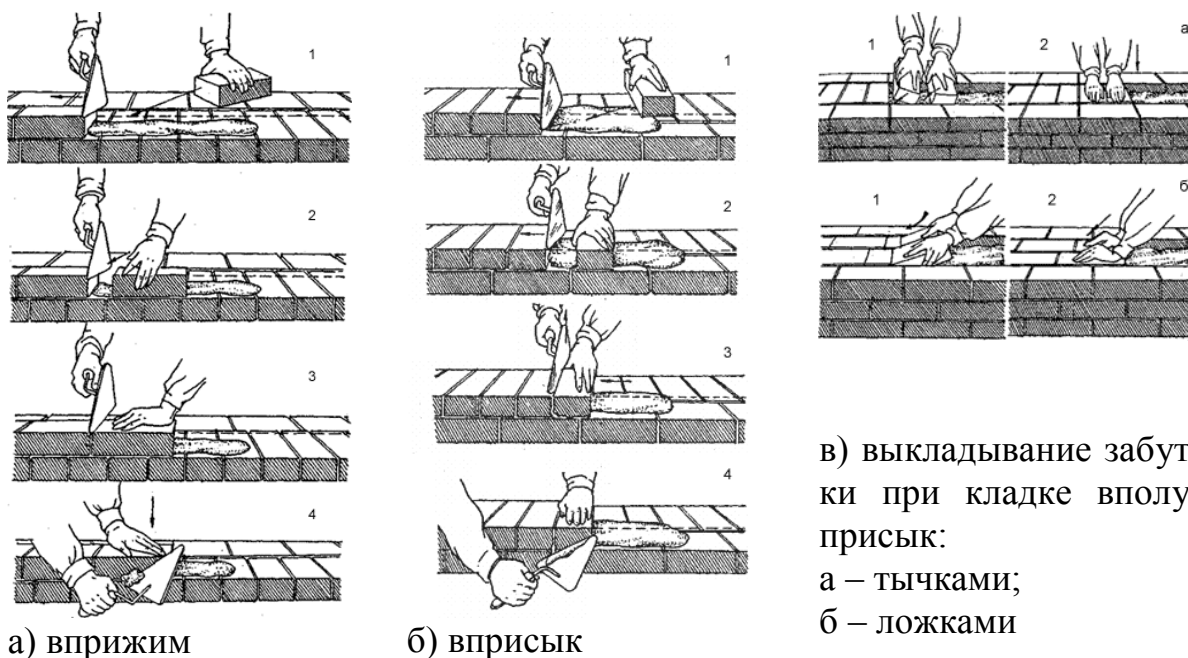 1
2
3
4
а) вприжим
1
2
3
4
б) вприсык
1
2
а
1
2
б
в) выкладывание забут
ки при кладке вполу
присык:
а – тычками;
б – ложками